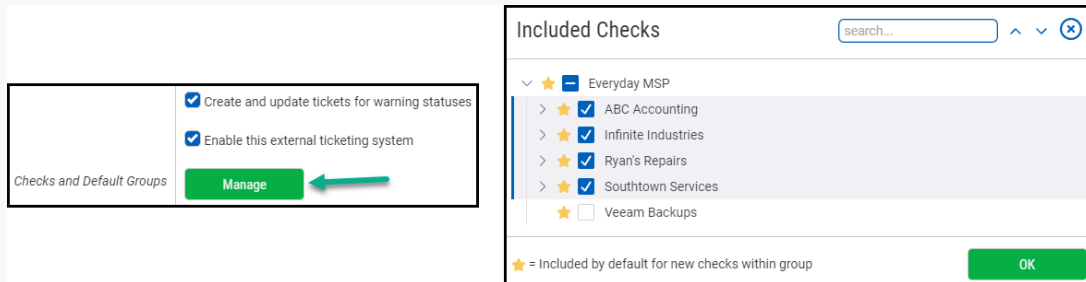 Create and update tickets for warning statuses
Enable this external ticketing system
Checks and Default Groups
Manage
Included Checks
search...
Everyday MSP
ABC Accounting
Infinite Industries
Ryan's Repairs
Southtown Services
Veeam Backups
= Included by default for new checks within group
OK